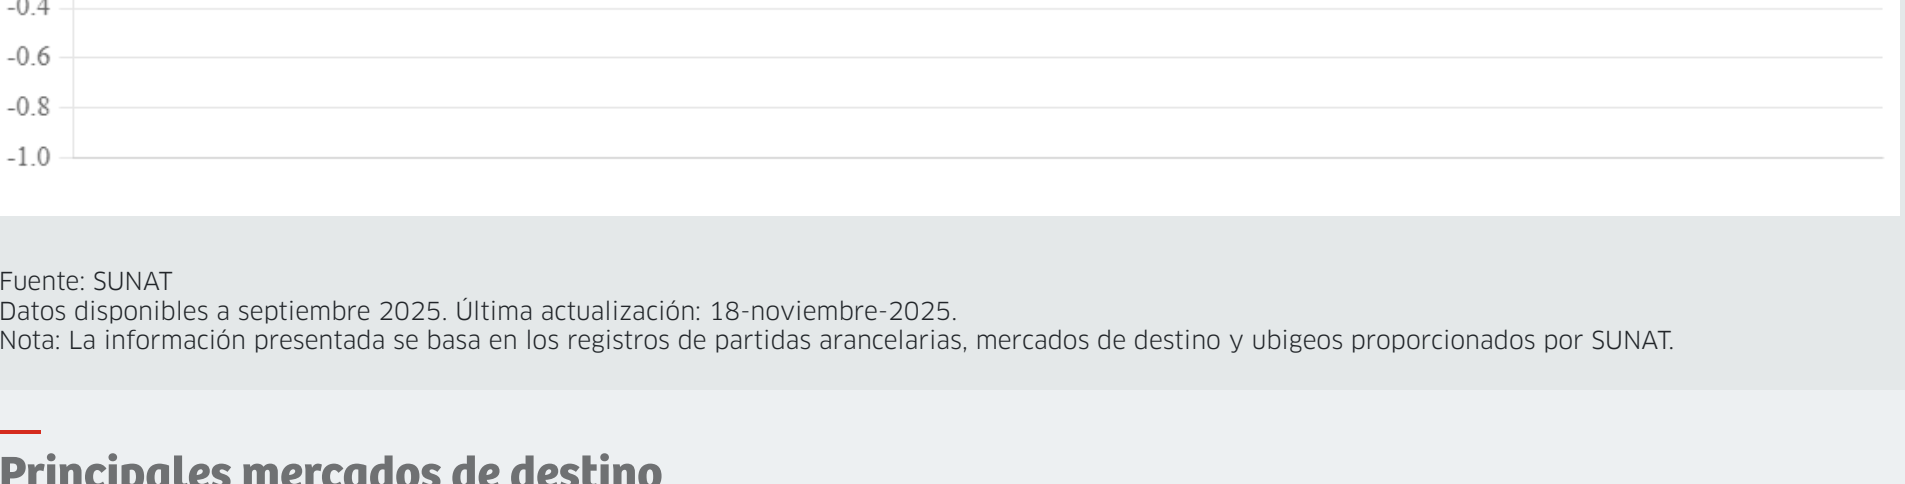 -0.4
-0.6
-0.8
-1.0
Fuente: SUNAT
Datos disponibles a septiembre 2025. Última actualización: 18-noviembre-2025.
Nota: La información presentada se basa en los registros de partidas arancelarias, mercados de destino y ubigeos proporcionados por SUNAT.
Principales mercados de destino